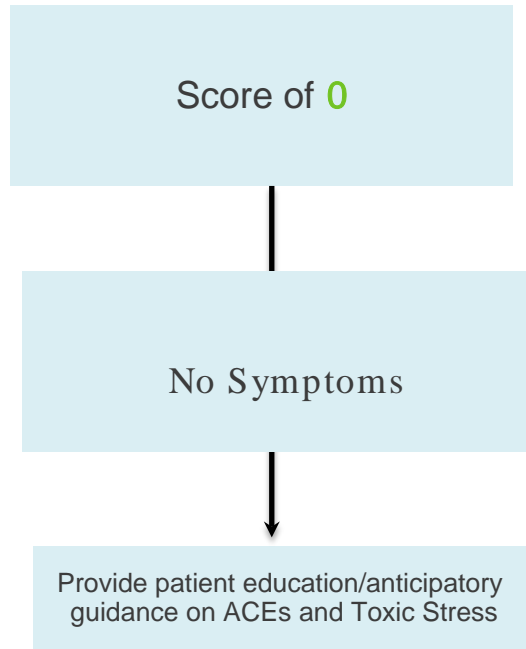 Score of 0
No Symptoms
Provide patient education/anticipatory
guidance on ACEs and Toxic Stress